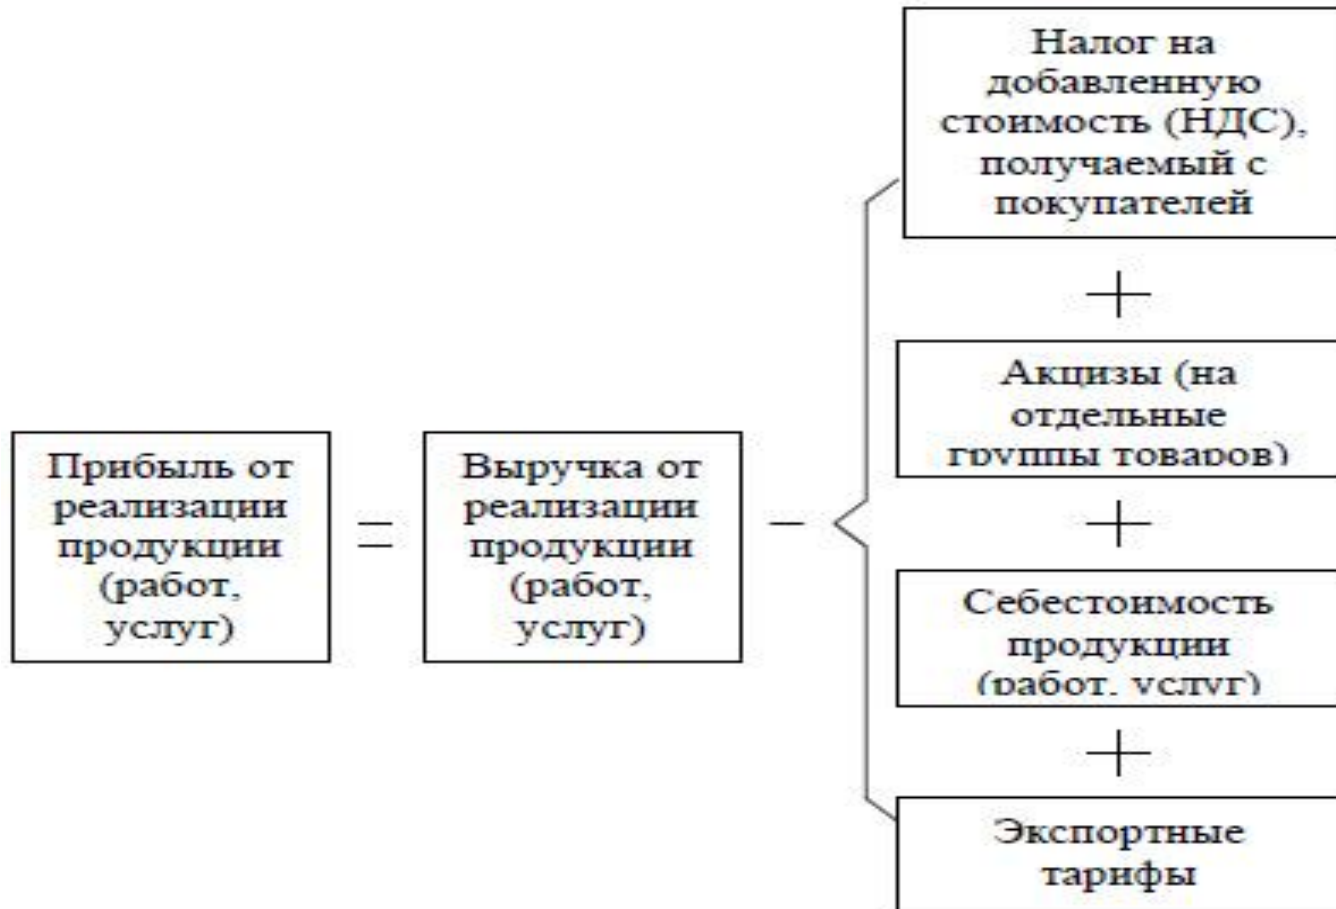 Прибыль от
реализации
продукции
(работ,
услуг)
=
Выручка от
реализации
продукции
(работ,
услуг)
−
Налог на
добавленную
стоимость (НДС),
получаемый с
покупателей
+
Акцизы (на
отдельные
группы товаров)
+
Себестоимость
продукции
(работ, услуг)
+
Экспортные
тарифы